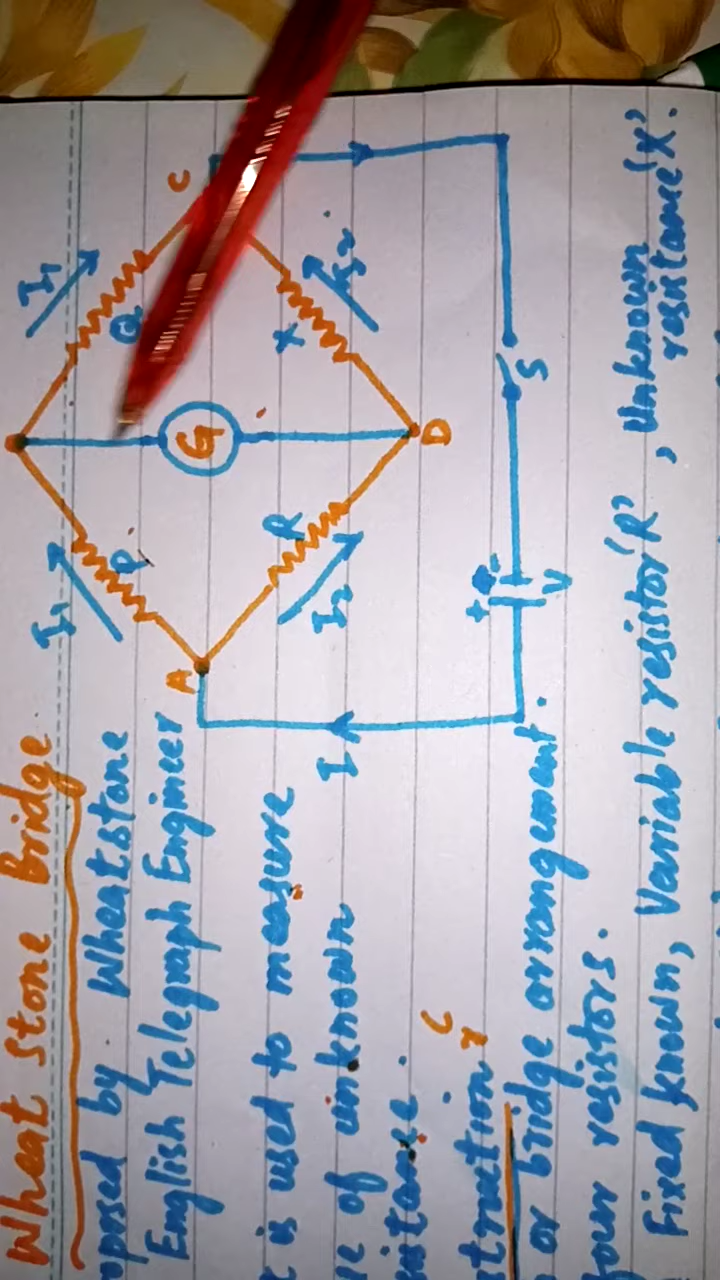 Wheat Stone Bridge
by Wheatstone
English Telegraph Engineer
is used to measure
of unknown
or bridge arrangement.
resistors.
Fixed known, Variable resistor 'R', Unknown
resistance 'X'.
A
C
D
G
I1
I1
I2
I
Q
R
X
S
V
+
-